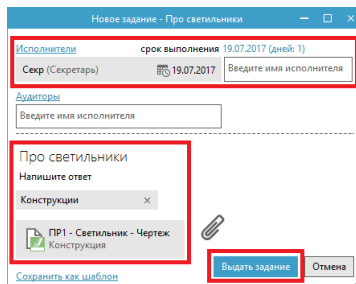 Новое задание - Про светильники
Исполнители срок выполнения 19.07.2017 (дней: 1)
Секр (Секретарь) 19.07.2017 Введите имя исполнителя
Аудиторы
Введите имя исполнителя
Про светильники
Напишите ответ
Конструкции ×
ПР1 - Светильник - Чертеж
Конструкция
Выдать задание Отмена
Сохранить как шаблон